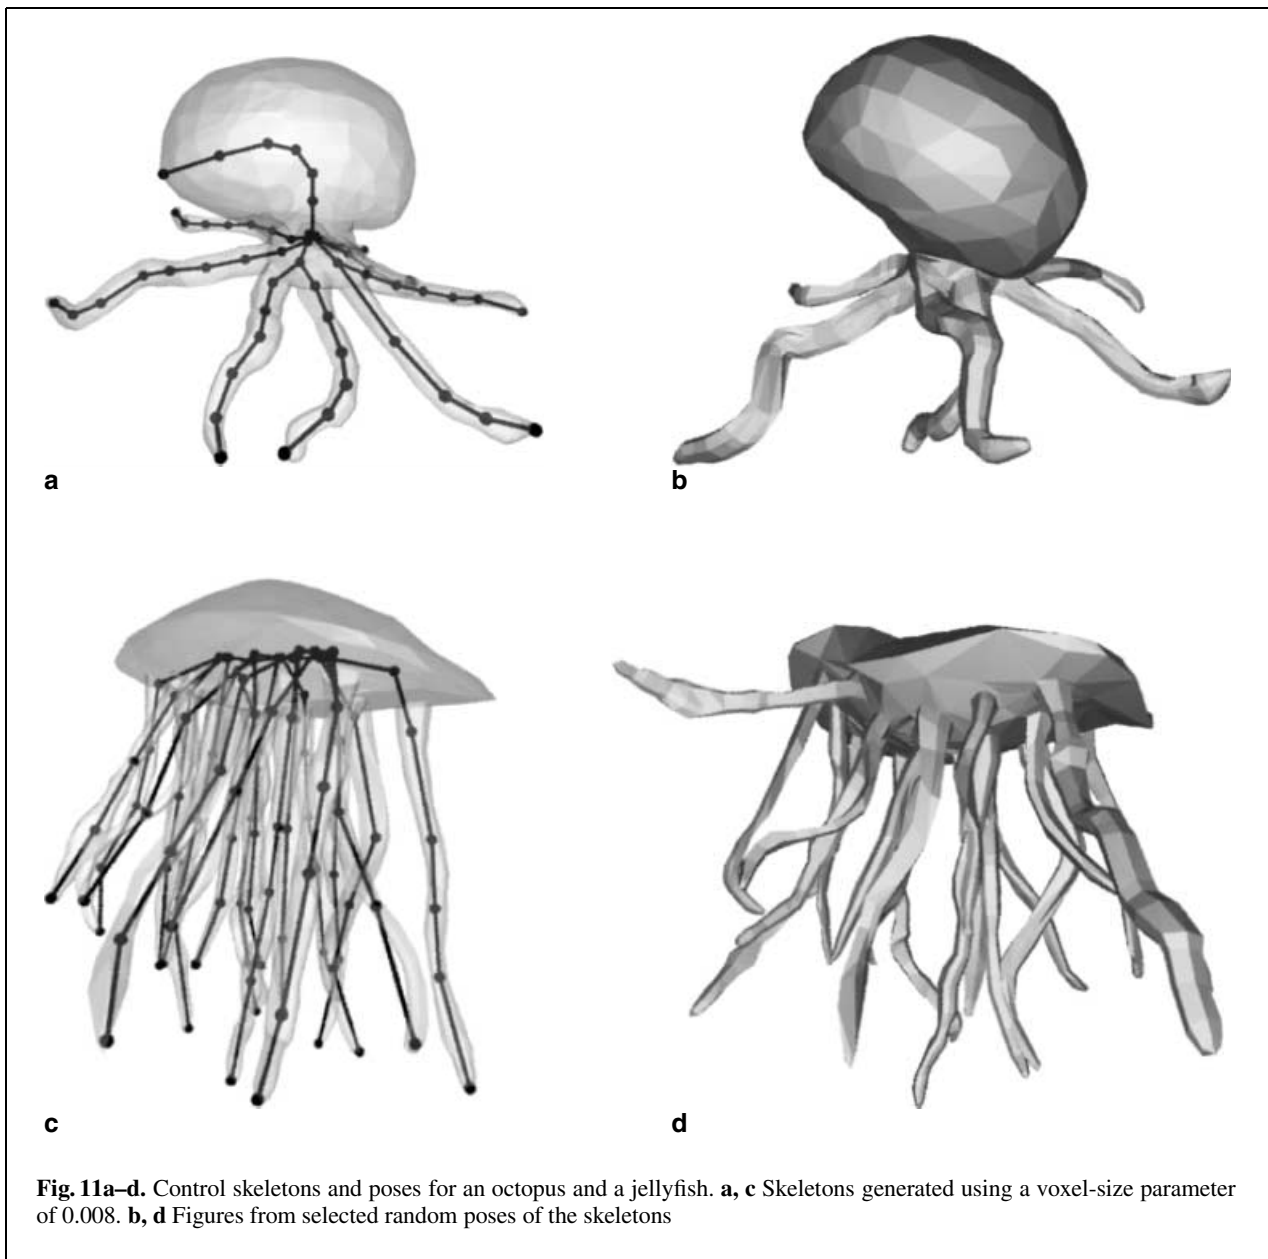 a
b
c
d
Fig. 11a–d. Control skeletons and poses for an octopus and a jellyfish. a, c Skeletons generated using a voxel-size parameter
of 0.008. b, d Figures from selected random poses of the skeletons